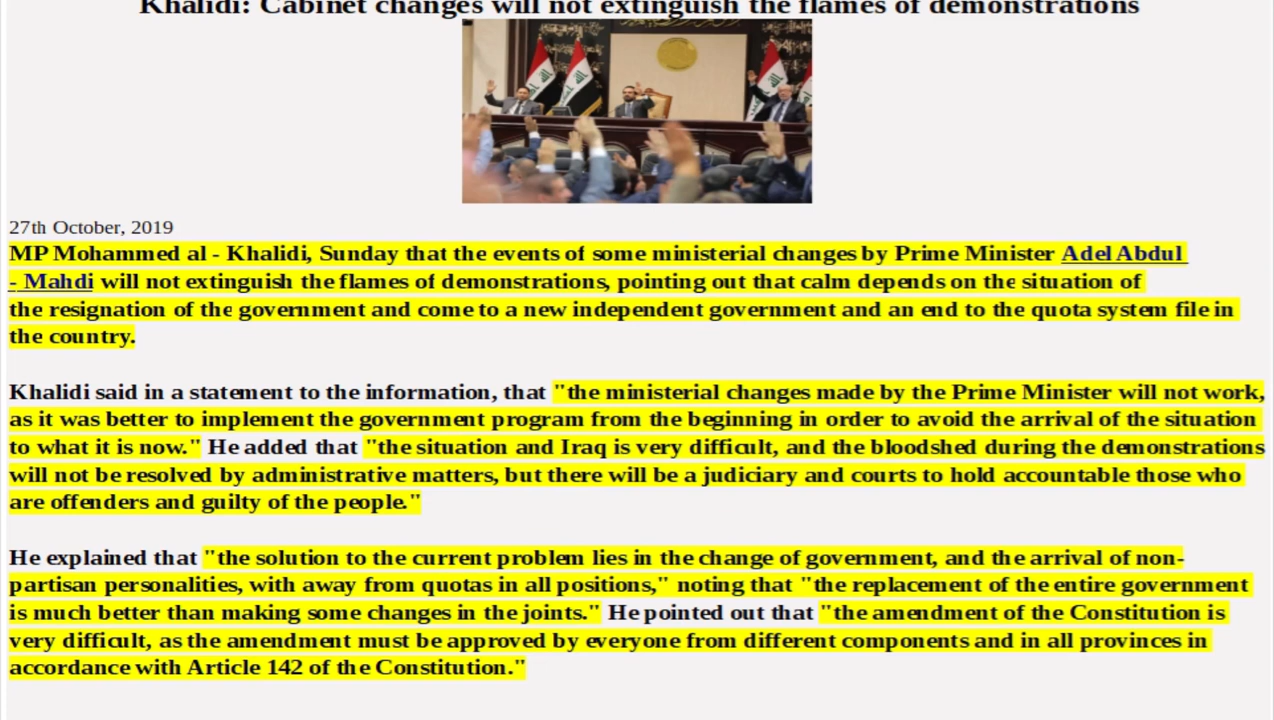 Khalidi: Cabinet changes will not extinguish the flames of demonstrations
27th October, 2019
MP Mohammed al - Khalidi, Sunday that the events of some ministerial changes by Prime Minister Adel Abdul
- Mahdi will not extinguish the flames of demonstrations, pointing out that calm depends on the situation of
the resignation of the government and come to a new independent government and an end to the quota system file in
the country.
Khalidi said in a statement to the information, that "the ministerial changes made by the Prime Minister will not work,
as it was better to implement the government program from the beginning in order to avoid the arrival of the situation
to what it is now." He added that "the situation and Iraq is very difficult, and the bloodshed during the demonstrations
will not be resolved by administrative matters, but there will be a judiciary and courts to hold accountable those who
are offenders and guilty of the people."
He explained that "the solution to the current problem lies in the change of government, and the arrival of non-
partisan personalities, with away from quotas in all positions," noting that "the replacement of the entire government
is much better than making some changes in the joints." He pointed out that "the amendment of the Constitution is
very difficult, as the amendment must be approved by everyone from different components and in all provinces in
accordance with Article 142 of the Constitution."